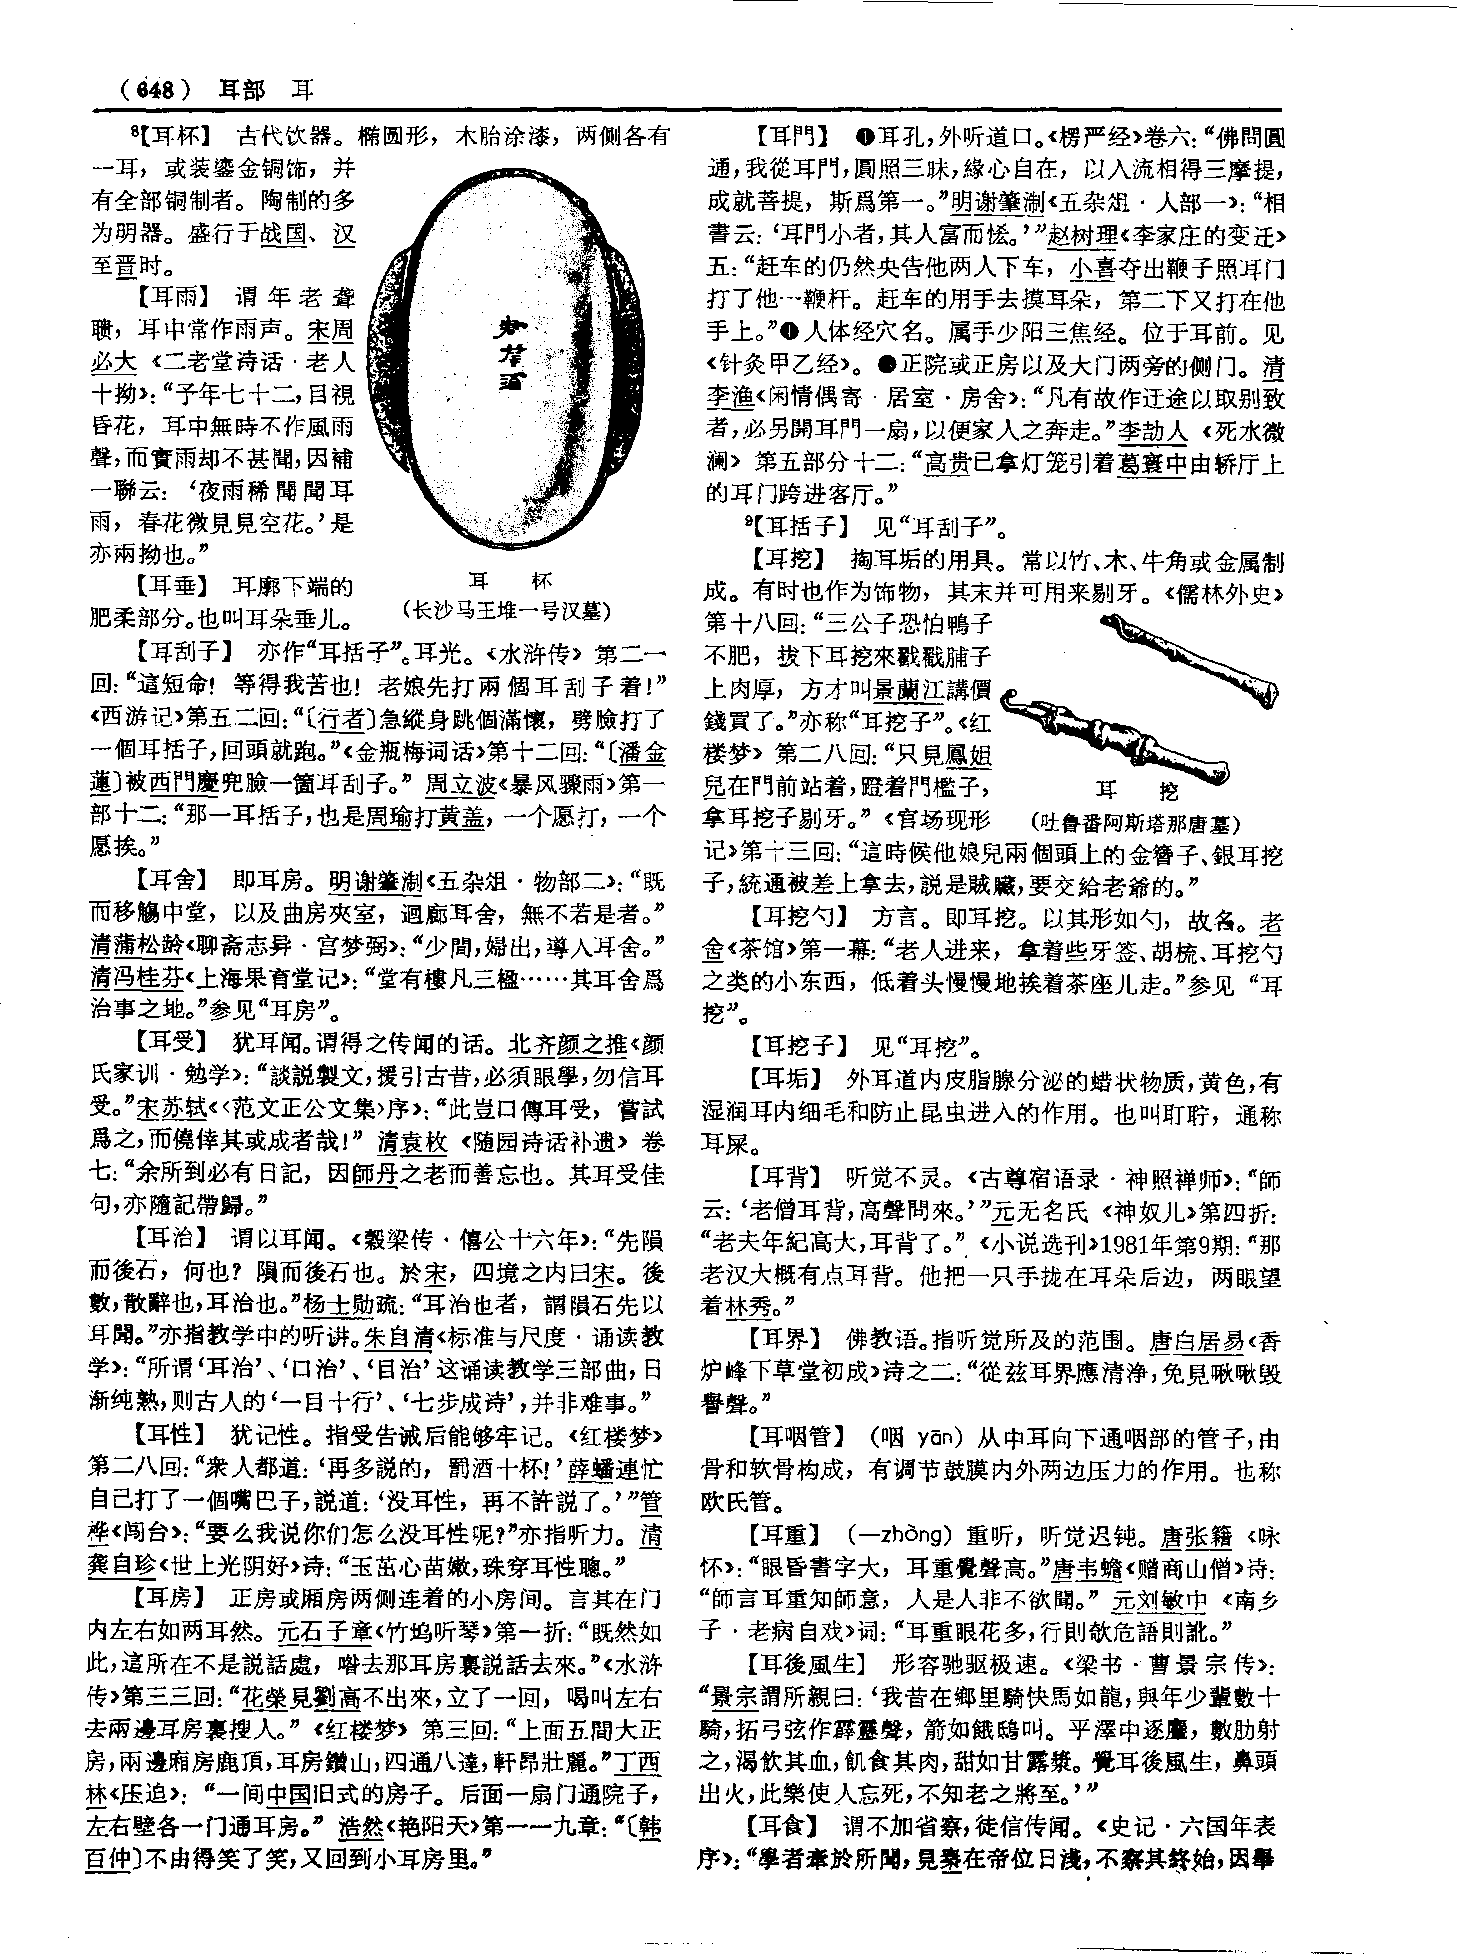 （648） 耳部 耳
⁸【耳杯】 古代饮器。椭圆形，木胎涂漆，两侧各有
一耳，或装鎏金铜饰，并
有全部铜制者。陶制的多
为明器。盛行于战国、汉
至晋时。
【耳雨】 谓年老聋
聩，耳中常作雨声。宋周
必大《二老堂诗话·老人
十拗》：“予年七十二，目視
昏花，耳中無時不作風雨
聲，而實雨却不甚聞，因補
一聯云：‘夜雨稀聞聞耳
雨，春花微見見空花。’是
亦兩拗也。”
【耳垂】 耳廓下端的
肥柔部分。也叫耳朵垂儿。
耳 杯
（长沙马王堆一号汉墓）
【耳刮子】 亦作“耳括子”。耳光。《水浒传》第二一
回：“這短命！等得我苦也！老娘先打兩個耳刮子着！”
《西游记》第五二回：“〔行者〕急縱身跳個滿懷，劈臉打了
一個耳括子，回頭就跑。”《金瓶梅词话》第十二回：“〔潘金
蓮〕被西門慶兜臉一箇耳刮子。” 周立波《暴风骤雨》第一
部十二：“那一耳括子，也是周瑜打黄盖，一个愿打，一个
愿挨。”
【耳舍】 即耳房。明谢肇淛《五杂俎·物部二》：“既
而移觴中堂，以及曲房夾室，迴廊耳舍，無不若是者。”
清蒲松龄《聊斋志异·宫梦弼》：“少間，婦出，導入耳舍。”
清冯桂芬《上海果育堂记》：“堂有樓凡三楹……其耳舍爲
治事之地。”参见“耳房”。
【耳受】 犹耳闻。谓得之传闻的话。北齐颜之推《颜
氏家训·勉学》：“談説製文，援引古昔，必須眼學，勿信耳
受。”宋苏轼《〈范文正公文集〉序》：“此豈口傳耳受，嘗試
爲之，而僥倖其或成者哉！” 清袁枚《随园诗话补遗》卷
七：“余所到必有日記，因師丹之老而善忘也。其耳受佳
句，亦隨記帶歸。”
【耳治】 谓以耳闻。《穀梁传·僖公十六年》：“先隕
而後石，何也？隕而後石也。於宋，四境之内曰宋。後
數，散辭也，耳治也。”杨士勋疏：“耳治也者，謂隕石先以
耳聞。”亦指教学中的听讲。朱自清《标准与尺度·诵读教
学》：“所谓‘耳治’、‘口治’、‘目治’这诵读教学三部曲，日
渐纯熟，则古人的‘一目十行’、‘七步成诗’，并非难事。”
【耳性】 犹记性。指受告诫后能够牢记。《红楼梦》
第二八回：“衆人都道：‘再多説的，罰酒十杯！’薛蟠連忙
自己打了一個嘴巴子，説道：‘没耳性，再不許説了。’”管
桦《闯台》：“要么我说你们怎么没耳性呢？”亦指听力。清
龚自珍《世上光阴好》诗：“玉茁心苗嫩，珠穿耳性聰。”
【耳房】 正房或厢房两侧连着的小房间。言其在门
内左右如两耳然。元石子章《竹坞听琴》第一折：“既然如
此，這所在不是説話處，喒去那耳房裏説話去來。”《水浒
传》第三三回：“花榮見劉高不出來，立了一回，喝叫左右
去兩邊耳房裏搜人。”《红楼梦》第三回：“上面五間大正
房，兩邊廂房鹿頂，耳房鑽山，四通八達，軒昂壯麗。”丁西
林《压迫》：“一间中国旧式的房子。后面一扇门通院子，
左右壁各一门通耳房。” 浩然《艳阳天》第一一九章：“〔韩
百仲〕不由得笑了笑，又回到小耳房里。”
【耳門】 ❶耳孔，外听道口。《楞严经》卷六：“佛問圓
通，我從耳門，圓照三昧，緣心自在，以入流相得三摩提，
成就菩提，斯爲第一。”明谢肇淛《五杂俎·人部一》：“相
書云：‘耳門小者，其人富而恡。’”赵树理《李家庄的变迁》
五：“赶车的仍然央告他两人下车，小喜夺出鞭子照耳门
打了他一鞭杆。赶车的用手去摸耳朵，第二下又打在他
手上。”❷人体经穴名。属手少阳三焦经。位于耳前。见
《针灸甲乙经》。❸正院或正房以及大门两旁的侧门。清
李渔《闲情偶寄·居室·房舍》：“凡有故作迂途以取别致
者，必另開耳門一扇，以便家人之奔走。”李劼人《死水微
澜》第五部分十二：“高贵已拿灯笼引着葛寰中由轿厅上
的耳门跨进客厅。”
⁹【耳括子】 见“耳刮子”。
【耳挖】 掏耳垢的用具。常以竹、木、牛角或金属制
成。有时也作为饰物，其末并可用来剔牙。《儒林外史》
第十八回：“三公子恐怕鴨子
不肥，拔下耳挖來戳戳脯子
上肉厚，方才叫景蘭江講價
錢買了。”亦称“耳挖子”。《红
楼梦》第二八回：“只見鳳姐
兒在門前站着，蹬着門檻子，
拿耳挖子剔牙。”《官场现形
耳 挖
（吐鲁番阿斯塔那唐墓）
记》第十三回：“這時候他娘兒兩個頭上的金簪子、銀耳挖
子，統通被差上拿去，説是賊贓，要交給老爺的。”
【耳挖勺】 方言。即耳挖。以其形如勺，故名。老
舍《茶馆》第一幕：“老人进来，拿着些牙签、胡梳、耳挖勺
之类的小东西，低着头慢慢地挨着茶座儿走。”参见“耳
挖”。
【耳挖子】 见“耳挖”。
【耳垢】 外耳道内皮脂腺分泌的蜡状物质，黄色，有
湿润耳内细毛和防止昆虫进入的作用。也叫耵聍，通称
耳屎。
【耳背】 听觉不灵。《古尊宿语录·神照禅师》：“師
云：‘老僧耳背，高聲問來。’”元无名氏《神奴儿》第四折：
“老夫年紀高大，耳背了。”《小说选刊》1981年第9期：“那
老汉大概有点耳背。他把一只手拢在耳朵后边，两眼望
着林秀。”
【耳界】 佛教语。指听觉所及的范围。唐白居易《香
炉峰下草堂初成》诗之二：“從兹耳界應清净，免見啾啾毁
譽聲。”
【耳咽管】（咽 yān）从中耳向下通咽部的管子，由
骨和软骨构成，有调节鼓膜内外两边压力的作用。也称
欧氏管。
【耳重】（—zhòng）重听，听觉迟钝。唐张籍《咏
怀》：“眼昏書字大，耳重覺聲高。”唐韦蟾《赠商山僧》诗：
“師言耳重知師意，人是人非不欲聞。” 元刘敏中《南乡
子·老病自戏》词：“耳重眼花多，行則欹危語則訛。”
【耳後風生】 形容驰驱极速。《梁书·曹景宗传》：
“景宗謂所親曰：‘我昔在鄉里騎快馬如龍，與年少輩數十
騎，拓弓弦作霹靂聲，箭如餓鴟叫。平澤中逐麞，數肋射
之，渴飲其血，飢食其肉，甜如甘露漿。覺耳後風生，鼻頭
出火，此樂使人忘死，不知老之將至。’”
【耳食】 谓不加省察，徒信传闻。《史记·六国年表
序》：“學者牽於所聞，見秦在帝位日淺，不察其終始，因舉